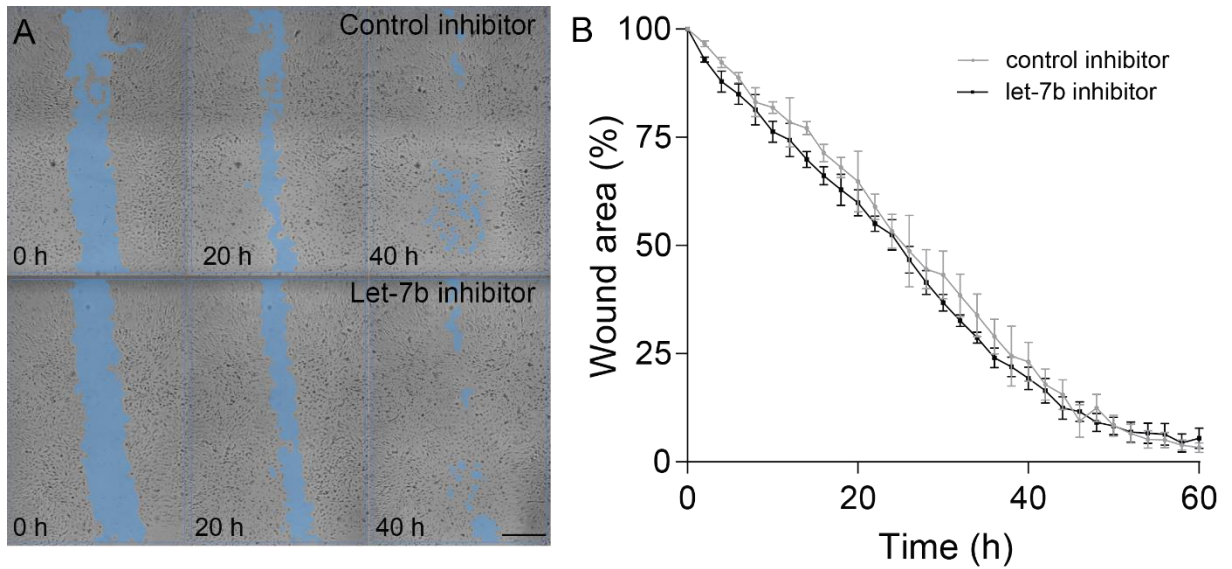 A
Control inhibitor
0 h
20 h
40 h
Let-7b inhibitor
0 h
20 h
40 h
B
100
75
50
25
0
Wound area (%)
control inhibitor
let-7b inhibitor
0
20
40
60
Time (h)